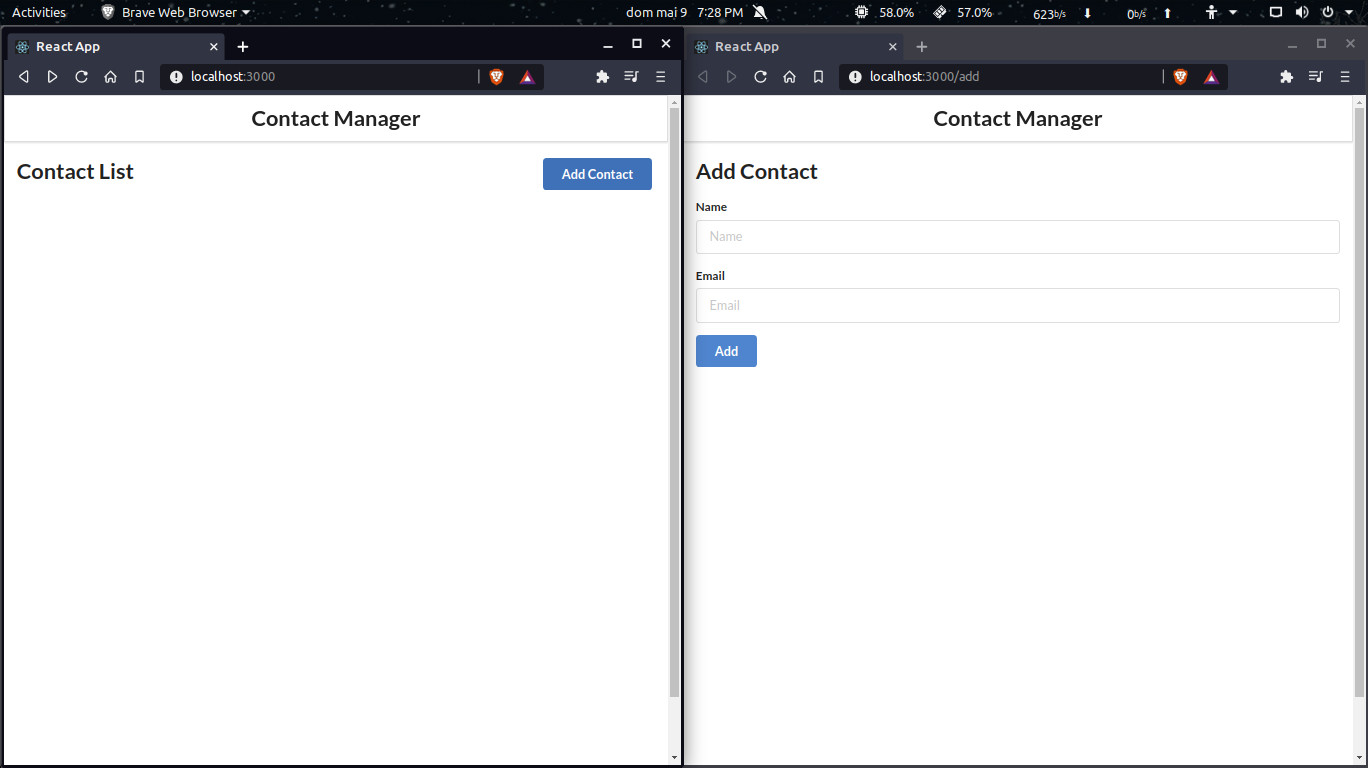 Activities Brave Web Browser dom mai 9 7:28 PM 58.0% 57.0% 623b/s 0b/s
React App
localhost:3000
Contact Manager
Contact List
Add Contact
React App
localhost:3000/add
Contact Manager
Add Contact
Name
Name
Email
Email
Add